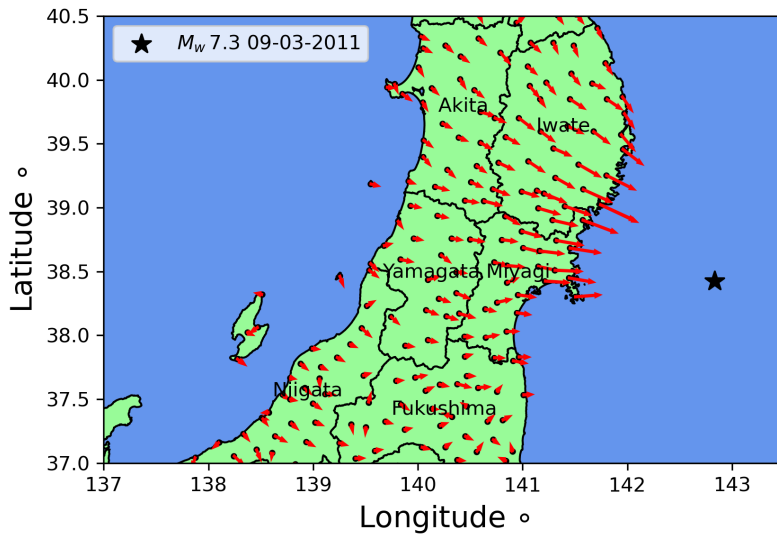 40.5
Mw 7.3 09-03-2011
40.0
Akita
Iwate
39.5
39.0
Latitude °
38.5
Yamagata Miyagi
38.0
37.5
Niigata
Fukushima
37.0
137 138 139 140 141 142 143
Longitude °